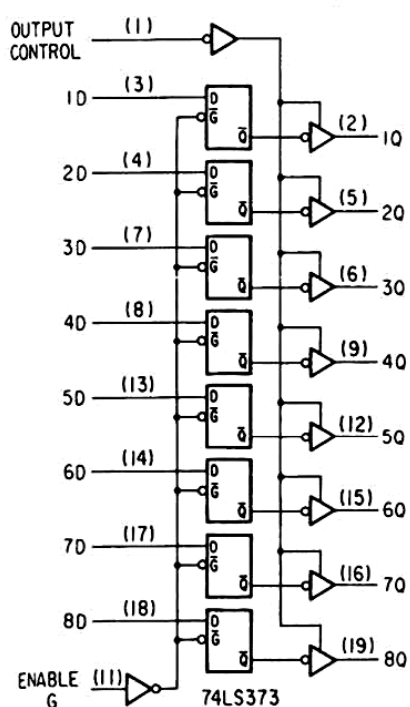 OUTPUT CONTROL (1)
1D (3) D G̅ Q̅ (2) 1Q
2D (4) D G̅ Q̅ (5) 2Q
3D (7) D G̅ Q̅ (6) 3Q
4D (8) D G̅ Q̅ (9) 4Q
5D (13) D G̅ Q̅ (12) 5Q
6D (14) D G̅ Q̅ (15) 6Q
7D (17) D G̅ Q̅ (16) 7Q
8D (18) D G̅ Q̅ (19) 8Q
ENABLE G (11)
74LS373